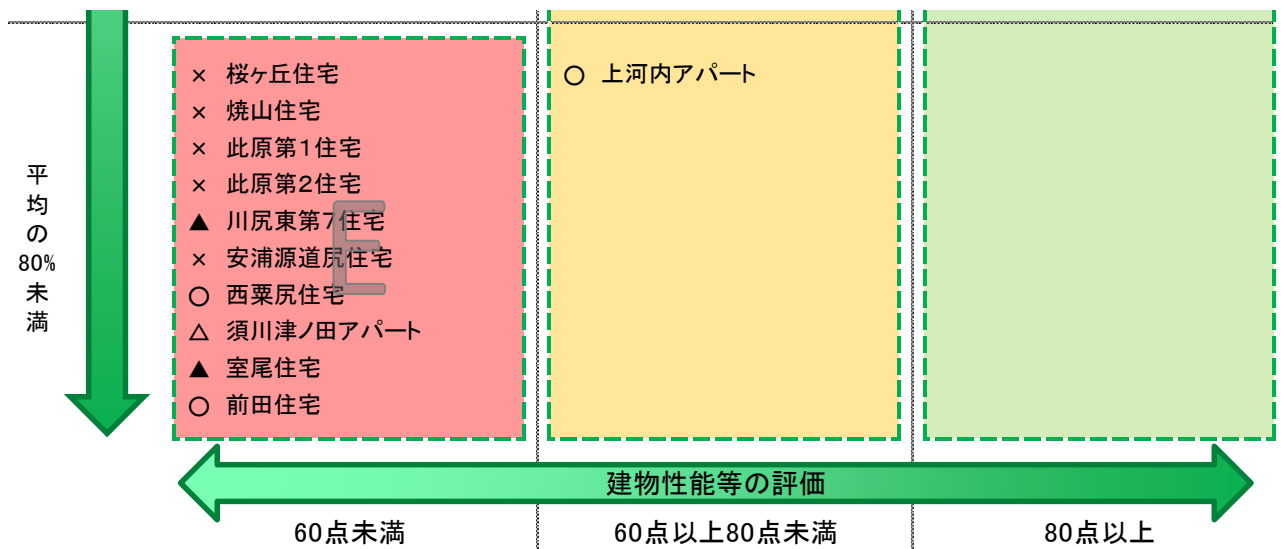 平均の80%未満
× 桜ヶ丘住宅
× 焼山住宅
× 此原第1住宅
× 此原第2住宅
▲ 川尻東第7住宅
× 安浦源道尻住宅
○ 西粟尻住宅
△ 須川津ノ田アパート
▲ 室尾住宅
○ 前田住宅
E
○ 上河内アパート
建物性能等の評価
60点未満
60点以上80点未満
80点以上